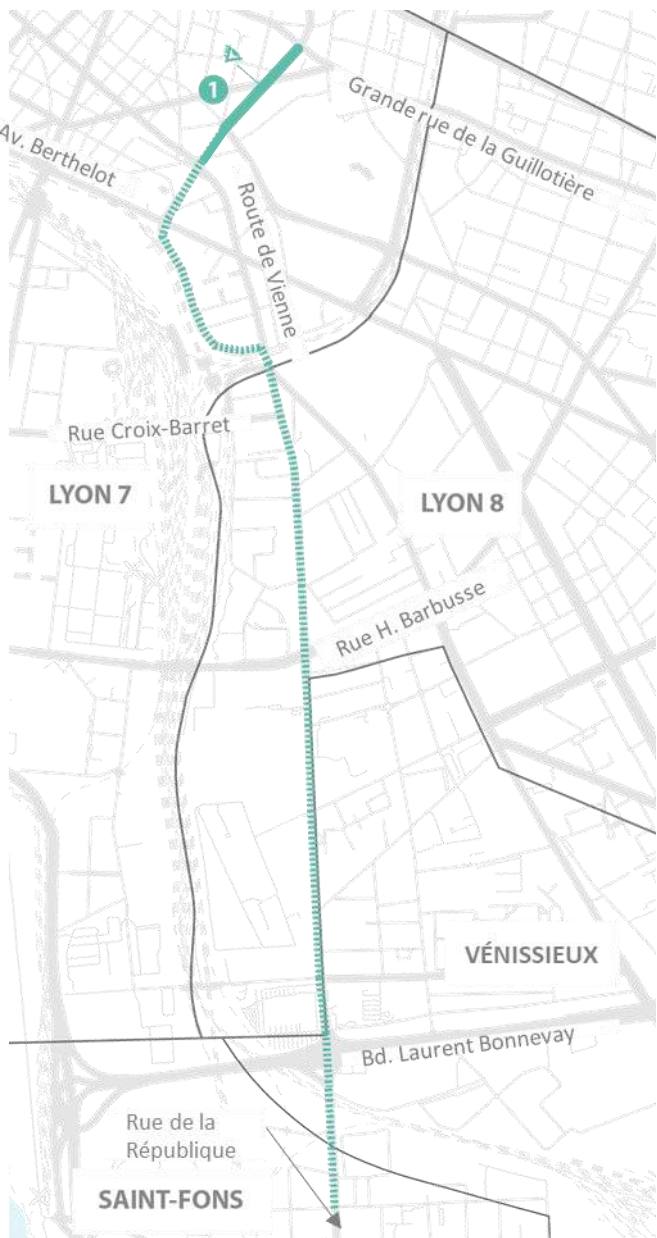 1
Grande rue de la Guillotière
Av. Berthelot
Route de Vienne
Rue Croix-Barret
LYON 7
LYON 8
Rue H. Barbusse
VÉNISSIEUX
Bd. Laurent Bonnevay
Rue de la
République
SAINT-FONS